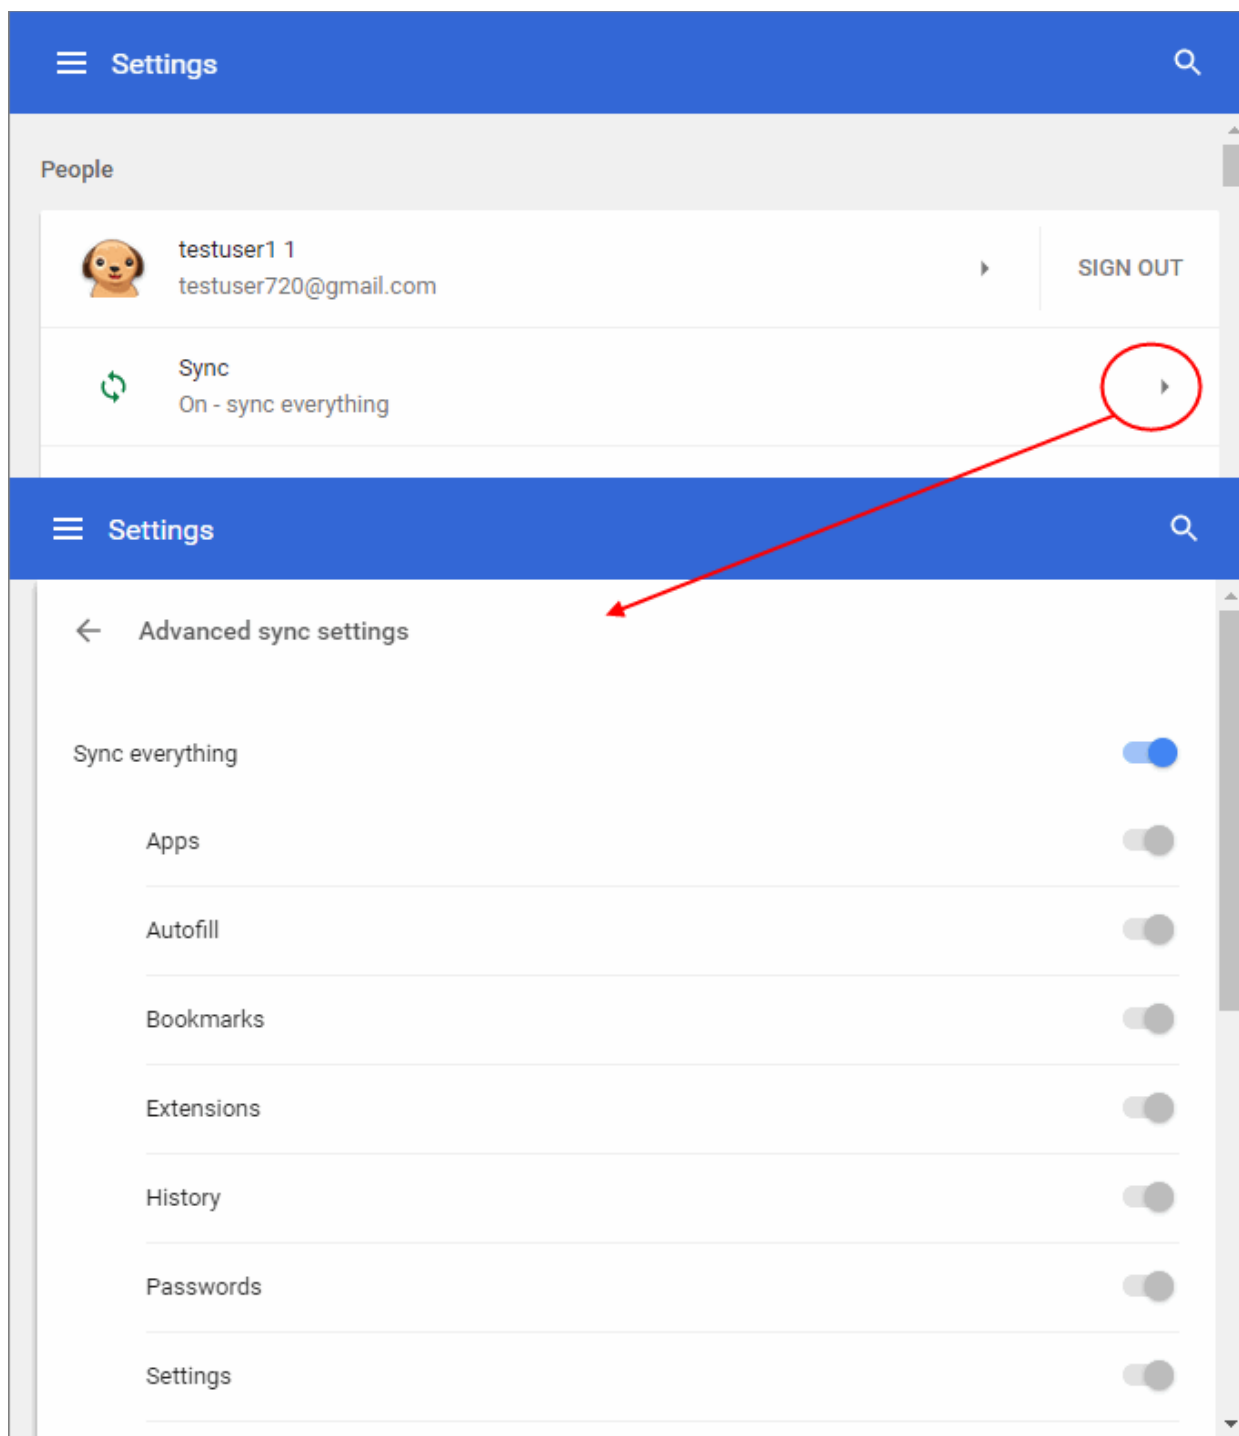 Settings
People
testuser1 1
testuser720@gmail.com
SIGN OUT
Sync
On - sync everything
Settings
Advanced sync settings
Sync everything
Apps
Autofill
Bookmarks
Extensions
History
Passwords
Settings